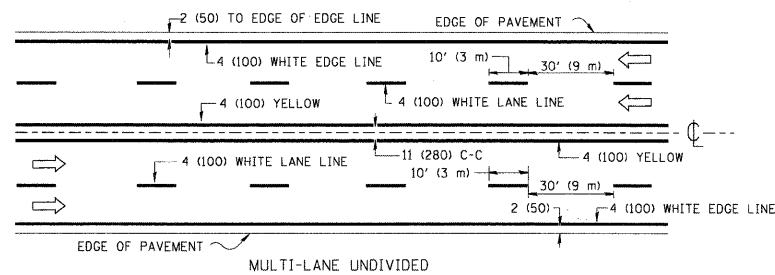 2 (50) TO EDGE OF EDGE LINE
EDGE OF PAVEMENT
4 (100) WHITE EDGE LINE
10' (3 m)
30' (9 m)
4 (100) YELLOW
4 (100) WHITE LANE LINE
℄
4 (100) WHITE LANE LINE
11 (280) C-C
4 (100) YELLOW
10' (3 m)
30' (9 m)
2 (50)
4 (100) WHITE EDGE LINE
EDGE OF PAVEMENT
MULTI-LANE UNDIVIDED